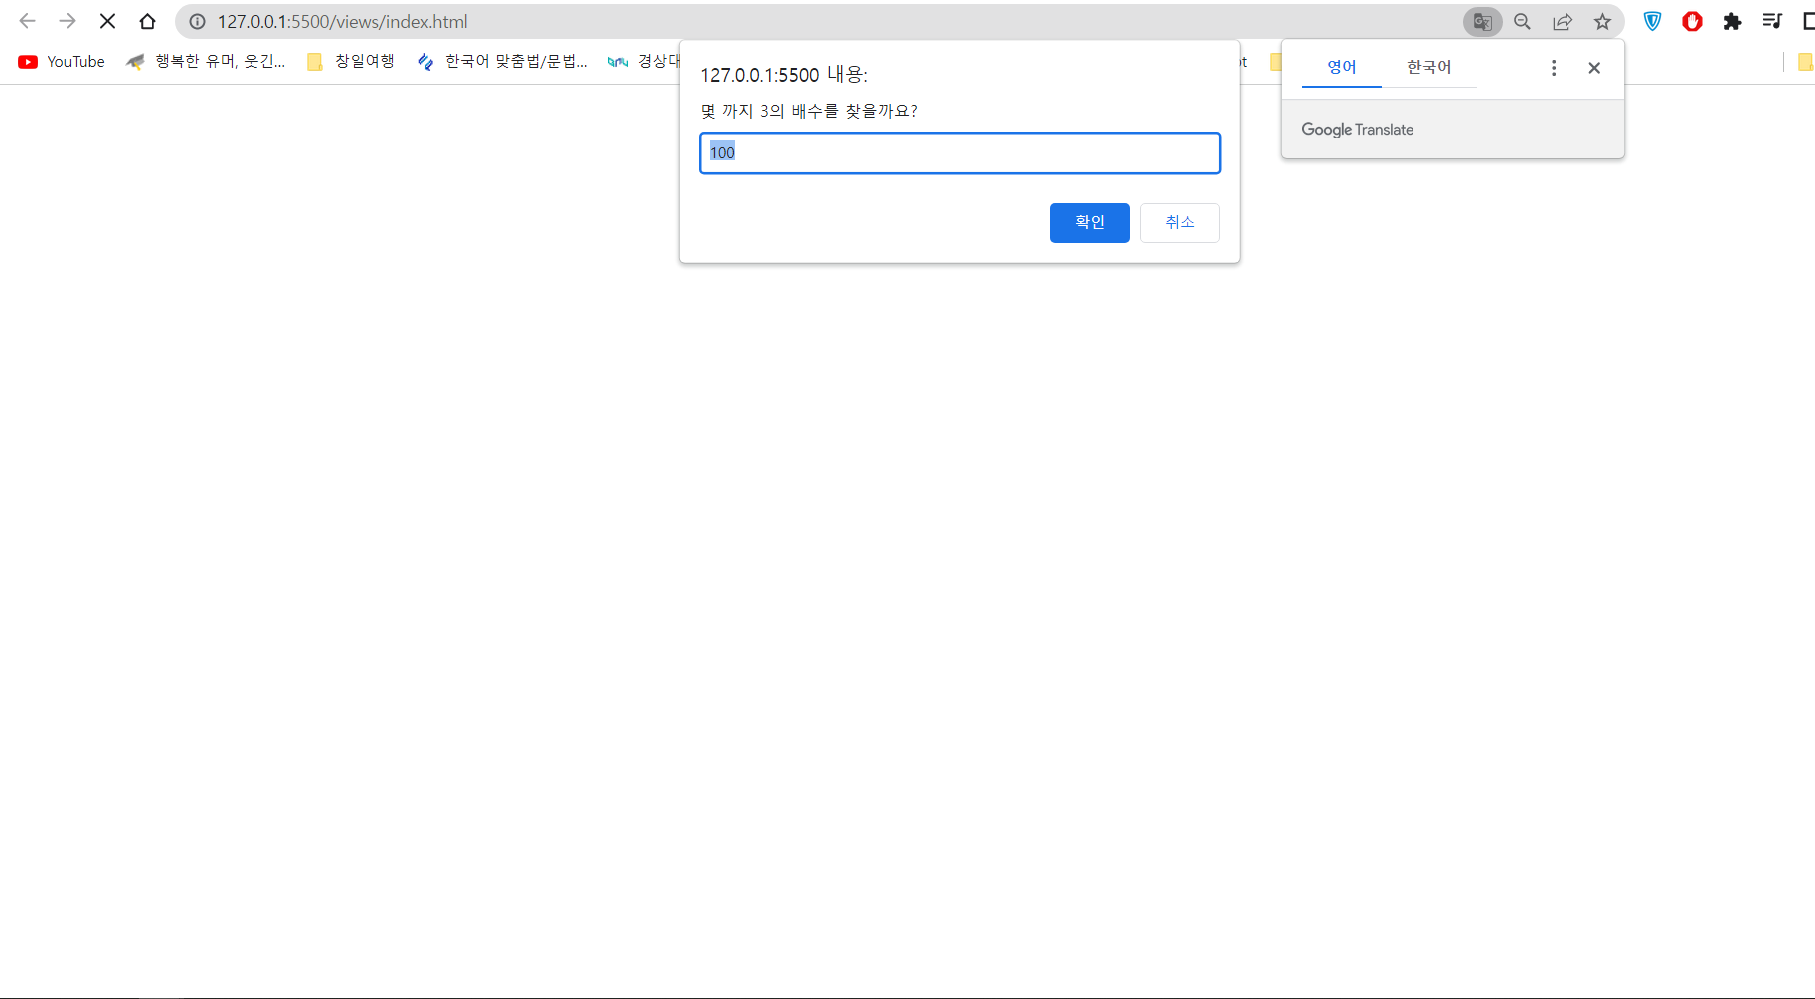 127.0.0.1:5500/views/index.html
YouTube 행복한 유머, 웃긴... 창일여행 한국어 맞춤법/문법... 경상대
127.0.0.1:5500 내용:
몇 까지 3의 배수를 찾을까요?
100
확인 취소
영어 한국어
Google Translate